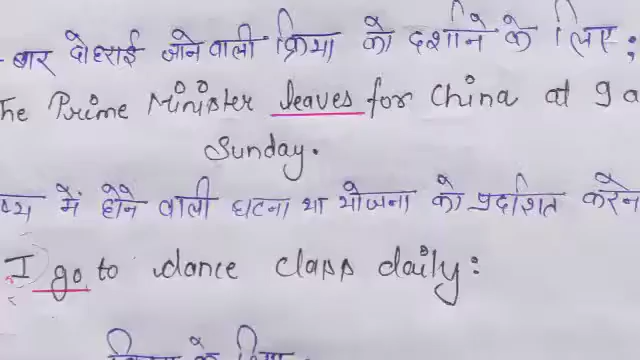 - बार दोहराई जाने वाली क्रिया को दर्शाने के लिए;
The Prime Minister leaves for China at 9 a
Sunday.
ष्य में होने वाली घटना या योजना को प्रदर्शित करने
I go to dance class daily:
के लिए